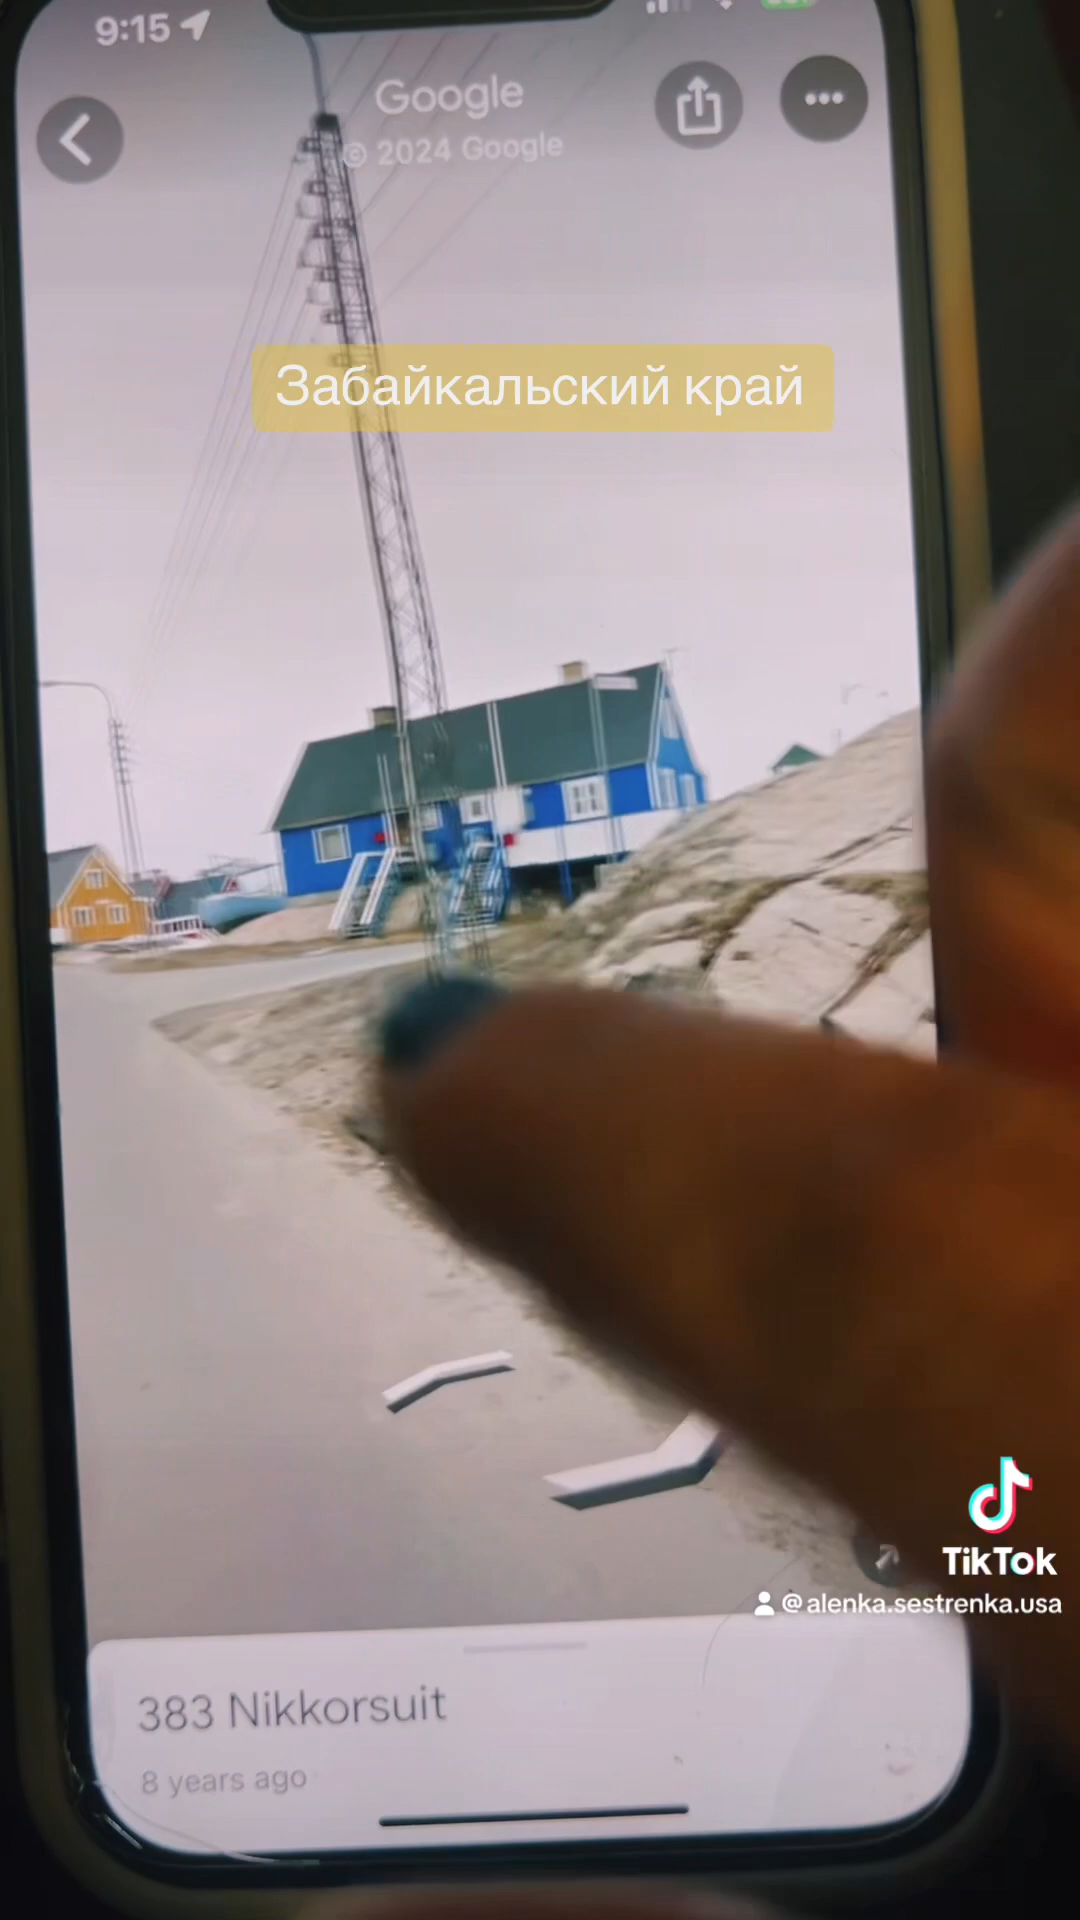 9:15
Google
© 2024 Google
Забайкальский край
TikTok
@alenka.sestrenka.usa
383 Nikkorsuit
8 years ago